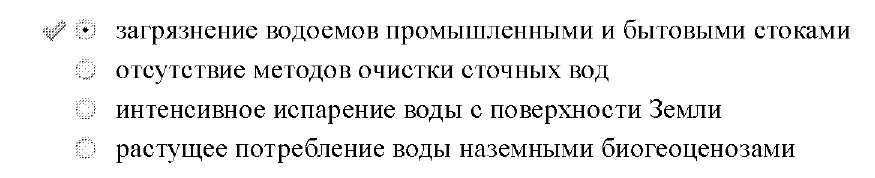 загрязнение водоемов промышленными и бытовыми стоками
отсутствие методов очистки сточных вод
интенсивное испарение воды с поверхности Земли
растущее потребление воды наземными биогеоценозами